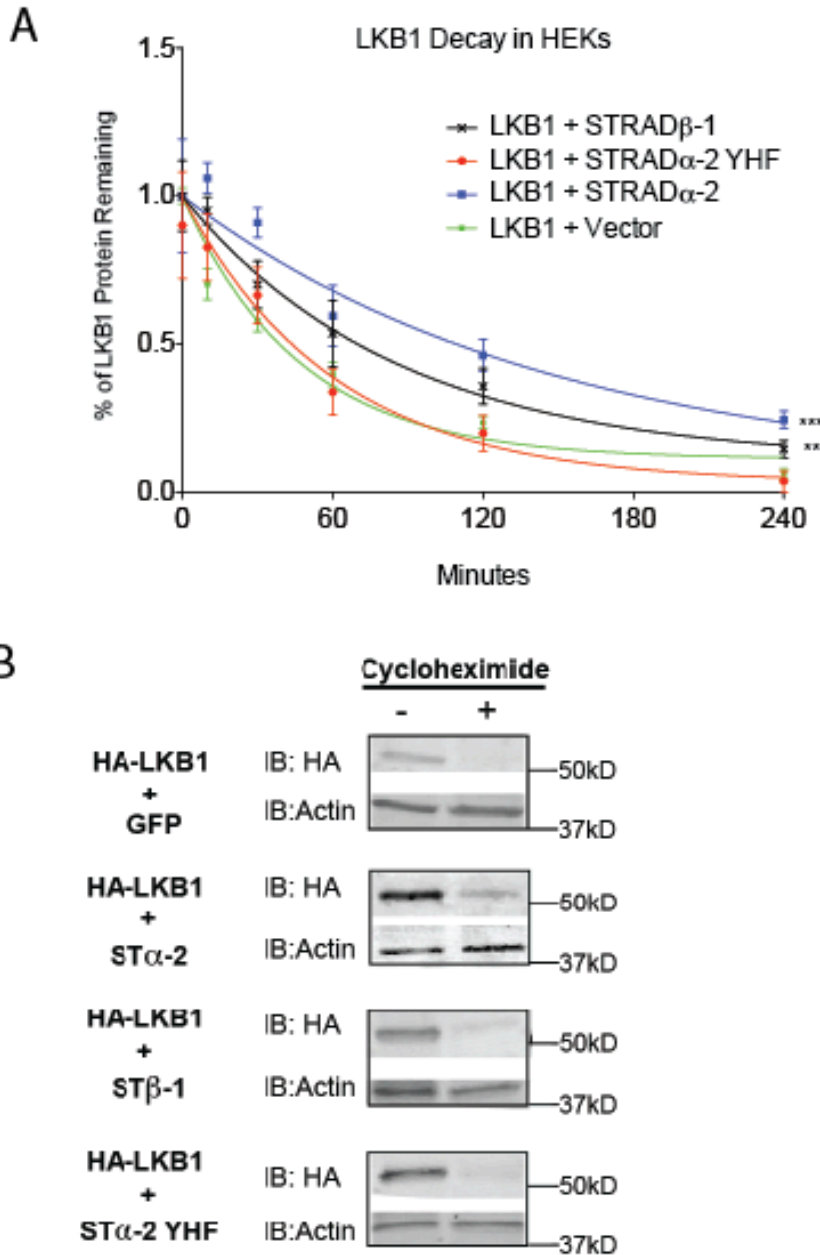 A
LKB1 Decay in HEKs
1.5
1.0
0.5
0.0
% of LKB1 Protein Remaining
LKB1 + STRADβ-1
LKB1 + STRADα-2 YHF
LKB1 + STRADα-2
LKB1 + Vector
***
**
0 60 120 180 240
Minutes
B
Cycloheximide
- +
HA-LKB1
+
GFP
IB: HA
IB:Actin
50kD
37kD
HA-LKB1
+
STα-2
IB: HA
IB:Actin
50kD
37kD
HA-LKB1
+
STβ-1
IB: HA
IB:Actin
50kD
37kD
HA-LKB1
+
STα-2 YHF
IB: HA
IB:Actin
50kD
37kD